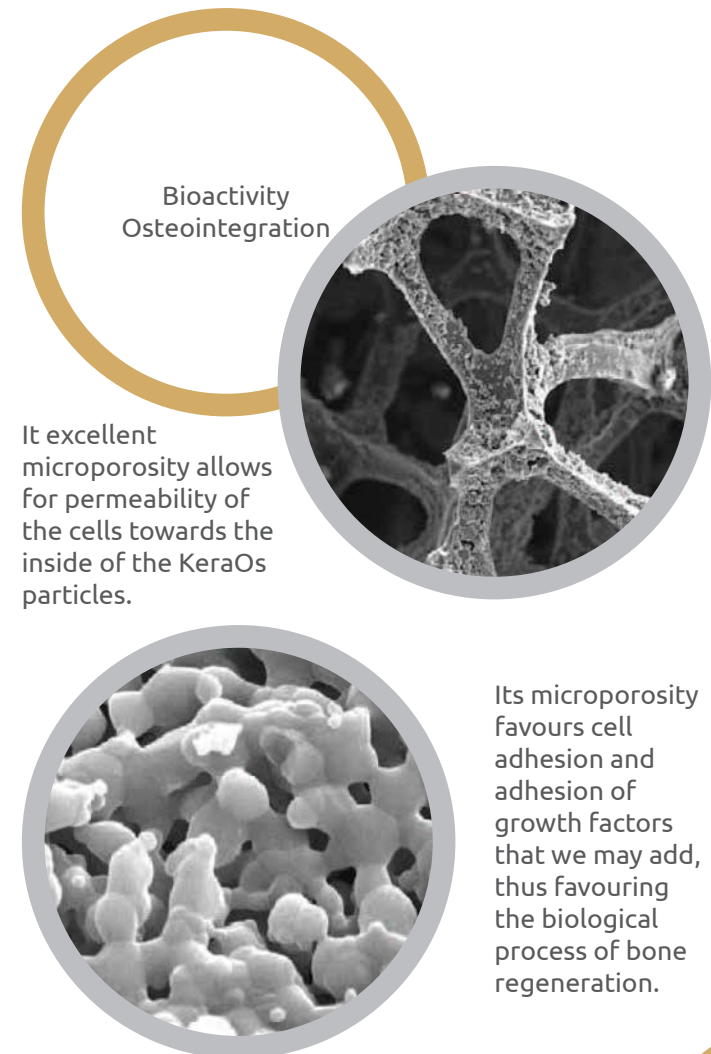 Bioactivity
Osteointegration
It excellent
microporosity allows
for permeability of
the cells towards the
inside of the KeraOs
particles.
Its microporosity
favours cell
adhesion and
adhesion of
growth factors
that we may add,
thus favouring
the biological
process of bone
regeneration.